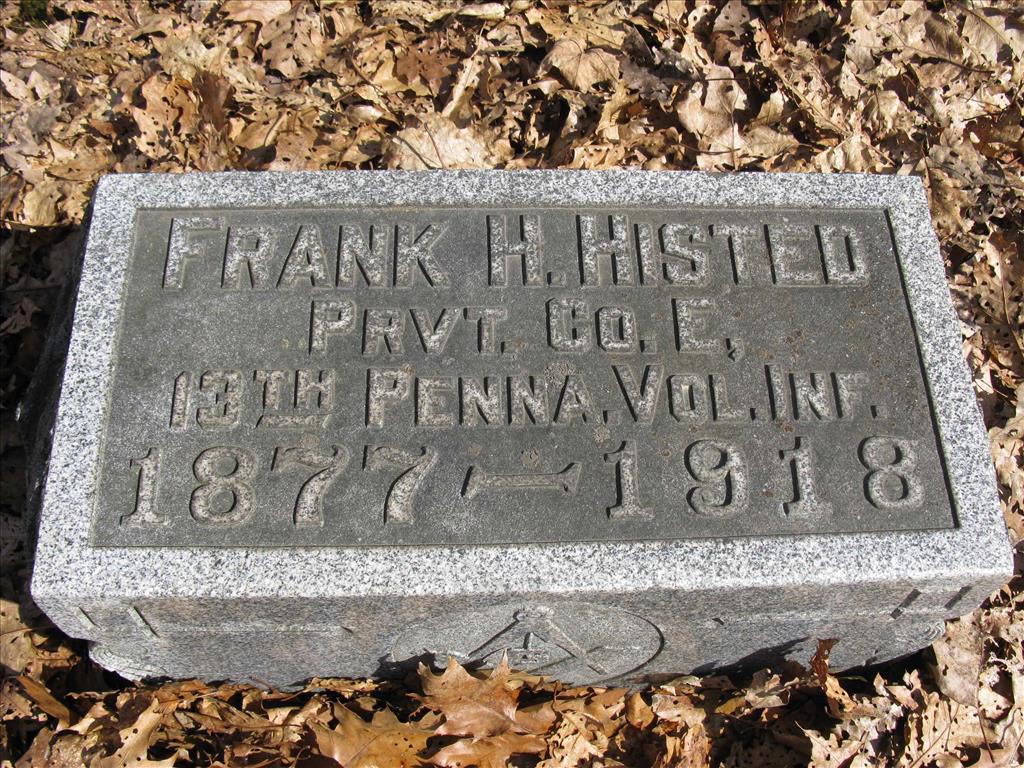 FRANK H. HISTED
PRVT. CO. E,
13TH PENNA. VOL. INF.
1877 — 1918